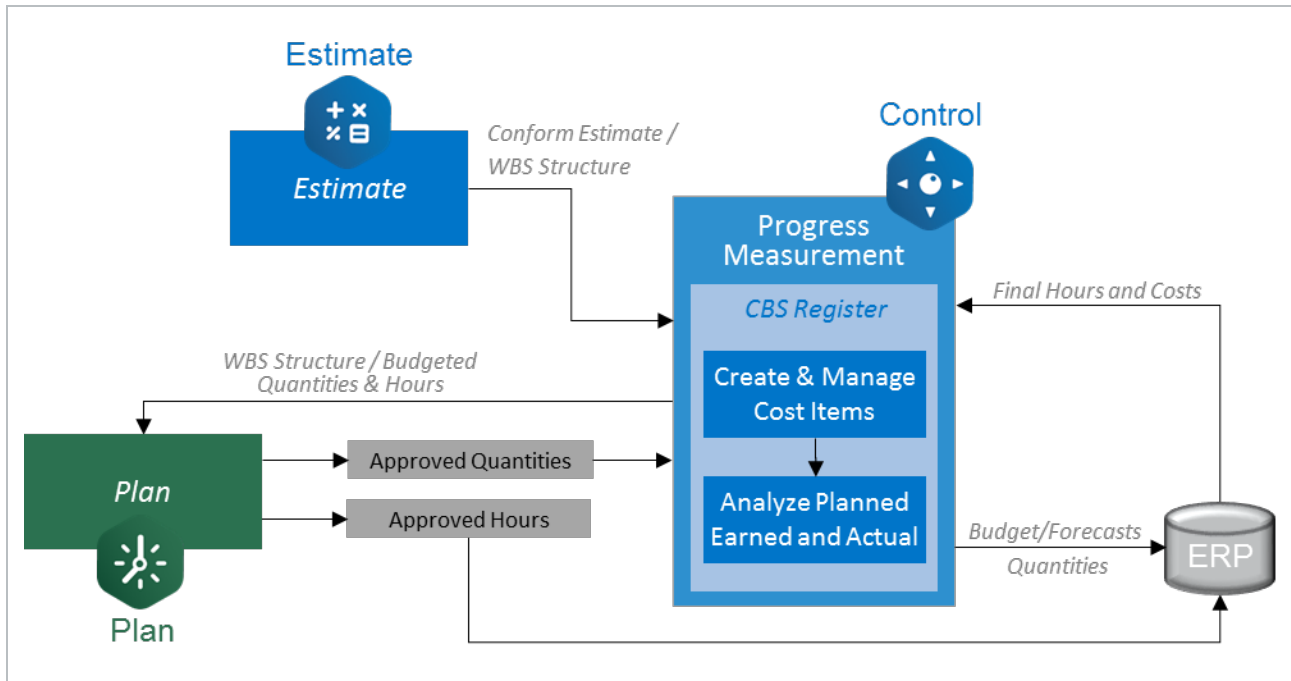 Estimate
Estimate
Conform Estimate /
WBS Structure
Control
Progress
Measurement
CBS Register
Create & Manage
Cost Items
Analyze Planned
Earned and Actual
Final Hours and Costs
WBS Structure / Budgeted
Quantities & Hours
Plan
Plan
Approved Quantities
Approved Hours
Budget/Forecasts
Quantities
ERP